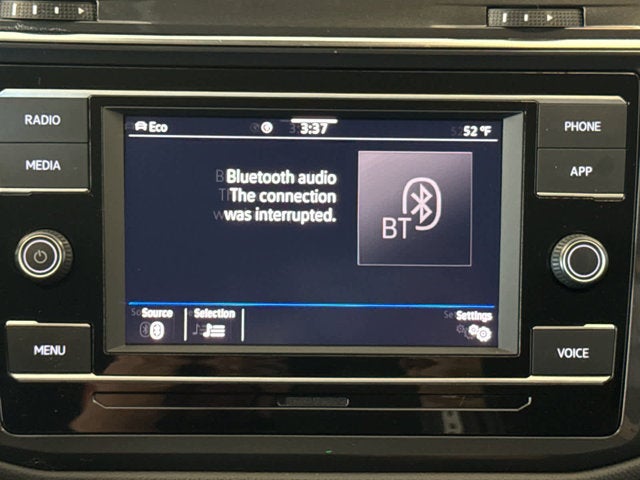 RADIO
MEDIA
MENU
Eco
3:37
52 °F
Bluetooth audio
The connection
was interrupted.
BT
Source
Selection
Settings
PHONE
APP
VOICE